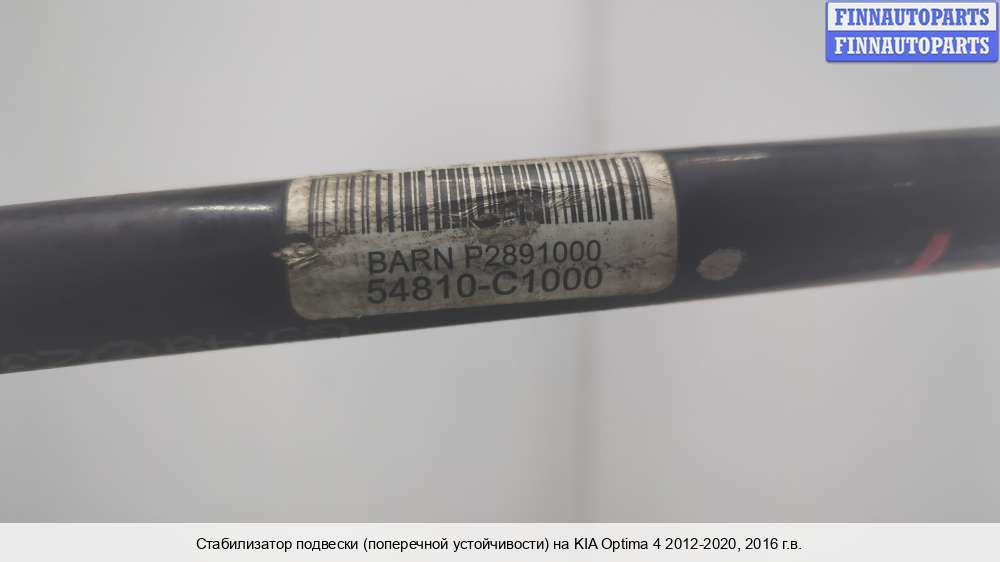 FINNAUTOPARTS
FINNAUTOPARTS
BARN P2891000
54810-C1000
Стабилизатор подвески (поперечной устойчивости) на KIA Optima 4 2012-2020, 2016 г.в.